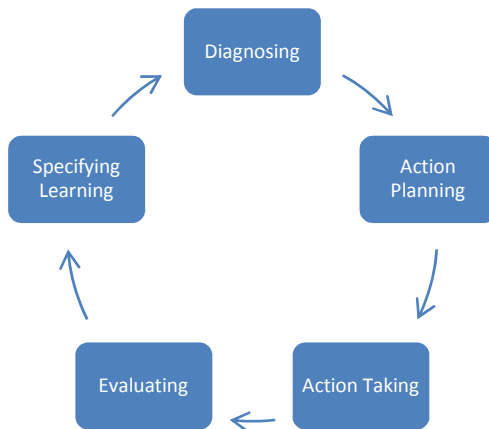 Diagnosing
Action
Planning
Action Taking
Evaluating
Specifying
Learning